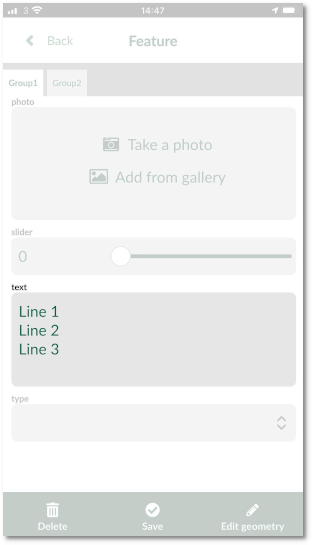 3 14:47
Back Feature
Group1 Group2
photo
Take a photo
Add from gallery
slider
0
text
Line 1
Line 2
Line 3
type
Delete Save Edit geometry